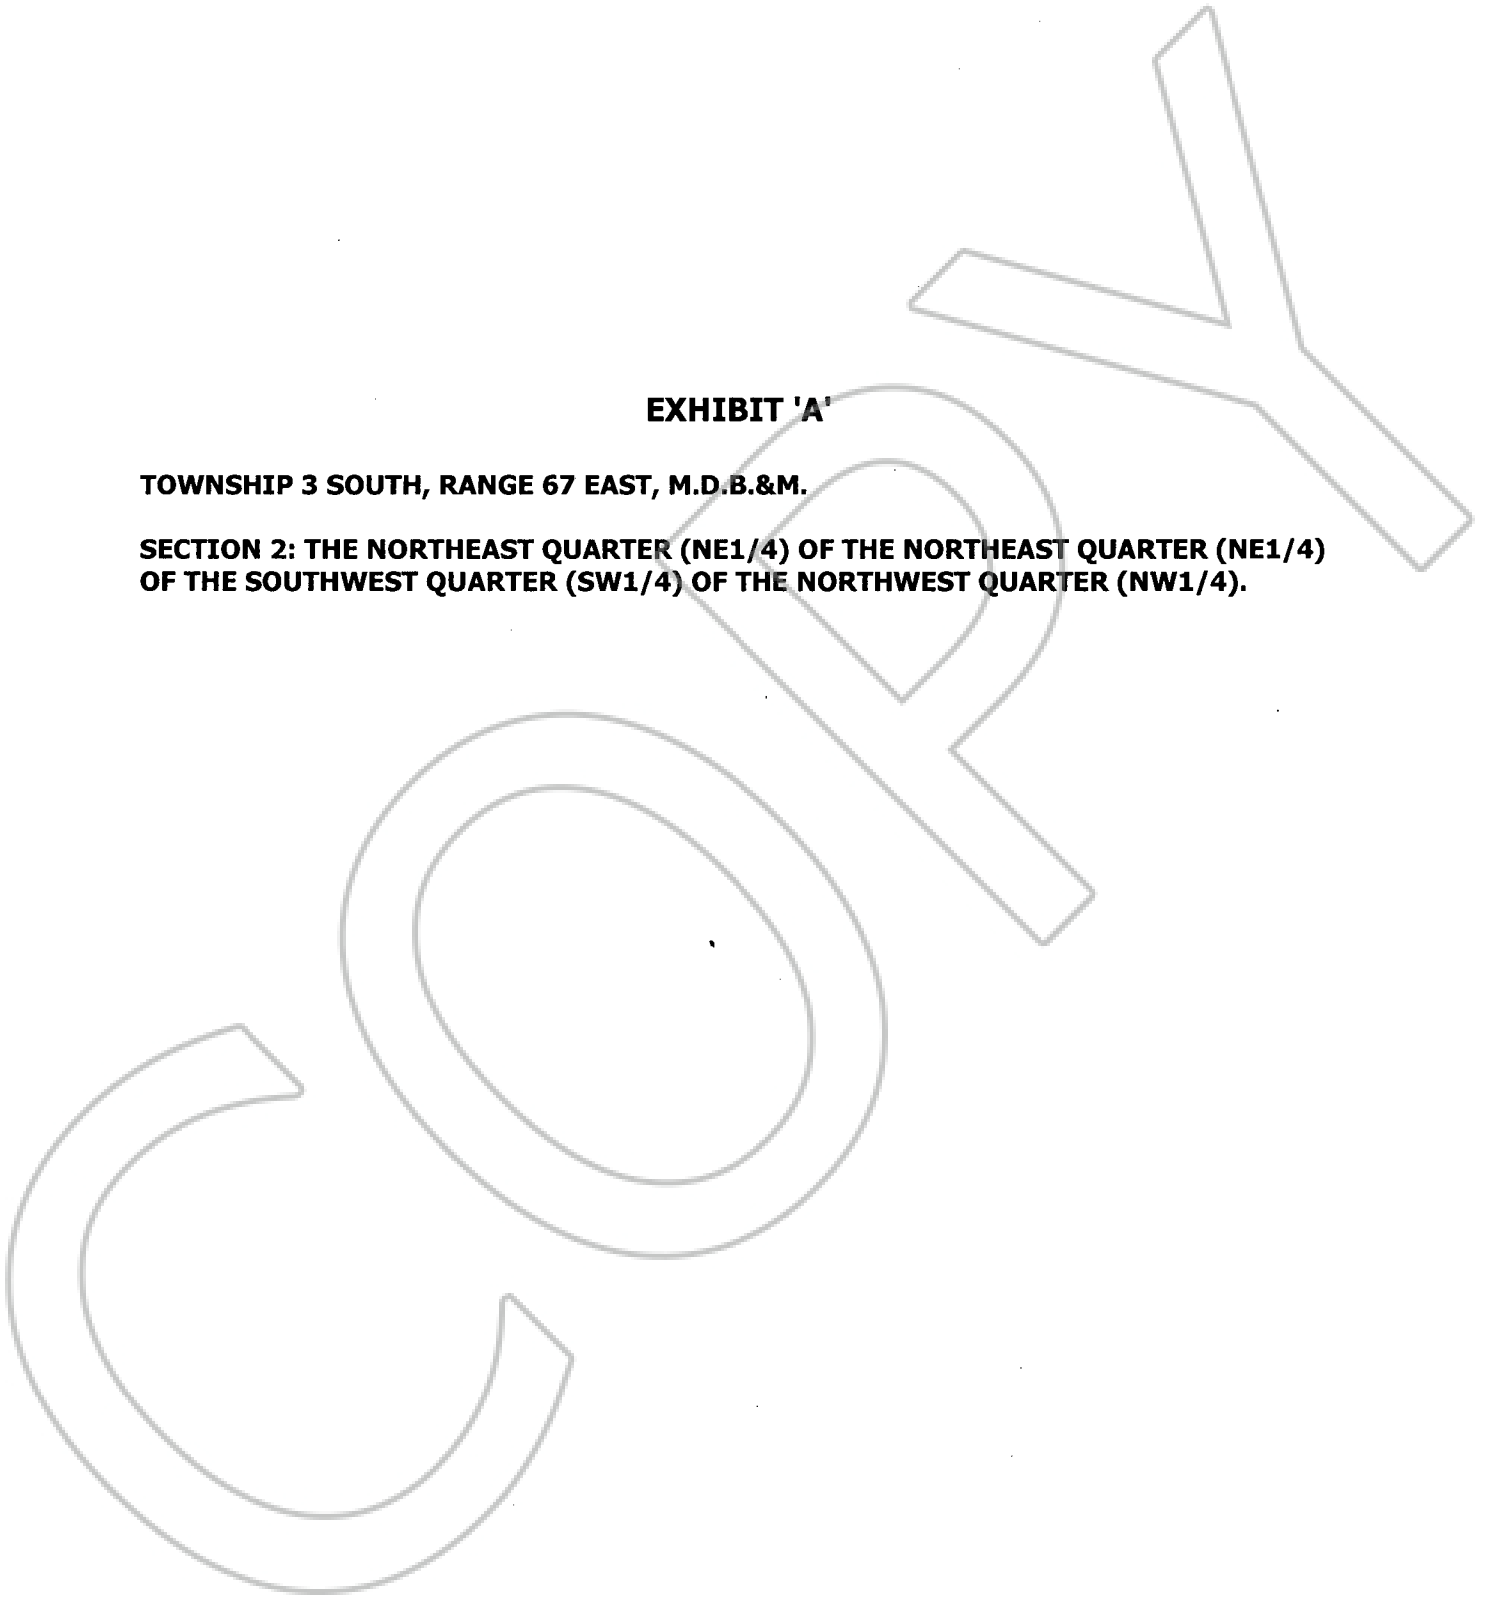 EXHIBIT 'A'
TOWNSHIP 3 SOUTH, RANGE 67 EAST, M.D.B.&M.
SECTION 2: THE NORTHEAST QUARTER (NE1/4) OF THE NORTHEAST QUARTER (NE1/4)
OF THE SOUTHWEST QUARTER (SW1/4) OF THE NORTHWEST QUARTER (NW1/4).
COPY